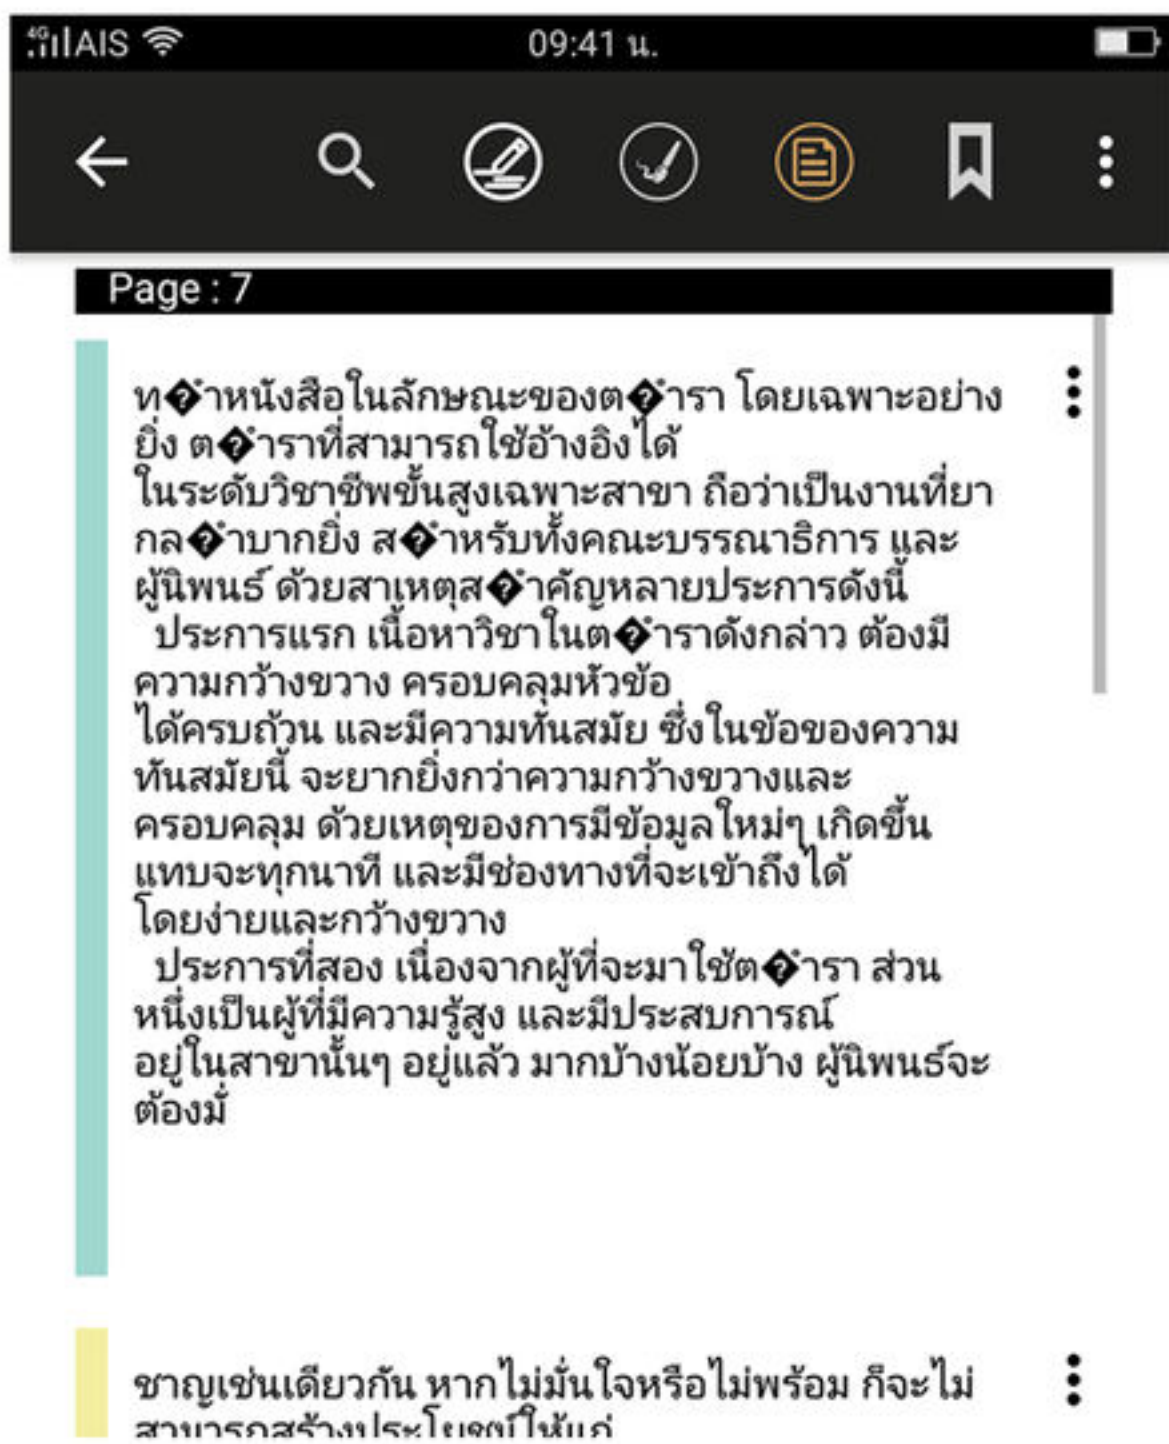 4G AIS 09:41 น.
Page : 7
ท�ำหนังสือในลักษณะของต�ำรา โดยเฉพาะอย่าง
ยิ่ง ต�ำราที่สามารถใช้อ้างอิงได้
ในระดับวิชาชีพขั้นสูงเฉพาะสาขา ถือว่าเป็นงานที่ยา
กล�ำบากยิ่ง ส�ำหรับทั้งคณะบรรณาธิการ และ
ผู้นิพนธ์ ด้วยสาเหตุส�ำคัญหลายประการดังนี้
ประการแรก เนื้อหาวิชาในต�ำราดังกล่าว ต้องมี
ความกว้างขวาง ครอบคลุมหัวข้อ
ได้ครบถ้วน และมีความทันสมัย ซึ่งในข้อของความ
ทันสมัยนี้ จะยากยิ่งกว่าความกว้างขวางและ
ครอบคลุม ด้วยเหตุของการมีข้อมูลใหม่ๆ เกิดขึ้น
แทบจะทุกนาที และมีช่องทางที่จะเข้าถึงได้
โดยง่ายและกว้างขวาง
ประการที่สอง เนื่องจากผู้ที่จะมาใช้ต�ำรา ส่วน
หนึ่งเป็นผู้ที่มีความรู้สูง และมีประสบการณ์
อยู่ในสาขานั้นๆ อยู่แล้ว มากบ้างน้อยบ้าง ผู้นิพนธ์จะ
ต้องมั่
ชาญเช่นเดียวกัน หากไม่มั่นใจหรือไม่พร้อม ก็จะไม่
สามารถสร้างประโยชน์ให้แก่